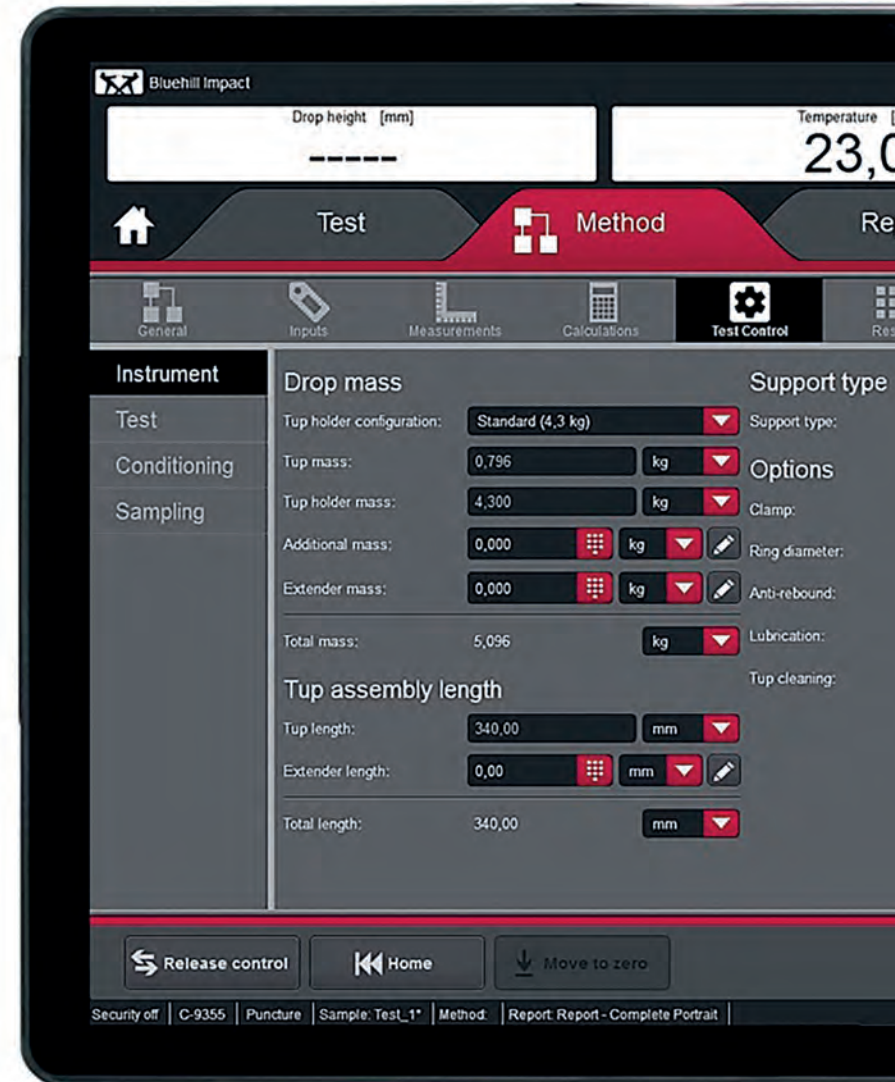 Bluehill Impact
Drop height [mm]
-----
Temperature [
23,0
Test
Method
Re
General
Inputs
Measurements
Calculations
Test Control
Res
Instrument
Test
Conditioning
Sampling
Drop mass
Tup holder configuration: Standard (4,3 kg)
Tup mass: 0,796 kg
Tup holder mass: 4,300 kg
Additional mass: 0,000 kg
Extender mass: 0,000 kg
Total mass: 5,096 kg
Tup assembly length
Tup length: 340,00 mm
Extender length: 0,00 mm
Total length: 340,00 mm
Support type
Support type:
Options
Clamp:
Ring diameter:
Anti-rebound:
Lubrication:
Tup cleaning:
Release control
Home
Move to zero
Security off C-9355 Puncture Sample: Test_1* Method: Report: Report - Complete Portrait